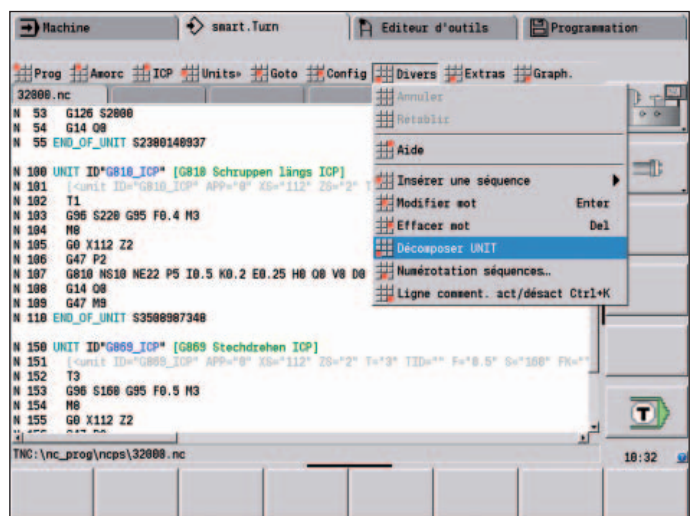 Machine
smart.Turn
Editeur d'outils
Programmation
Prog Amorc ICP Units» Goto Config Divers Extras Graph.
32000.nc
N 53 G126 S2000
N 54 G14 Q0
N 55 END_OF_UNIT S2380140937
N 100 UNIT ID"G810_ICP" [G810 Schruppen längs ICP]
N 101 [<unit ID="G810_ICP" APP="0" XS="112" ZS="2" T
N 102 T1
N 103 G96 S220 G95 F0.4 M3
N 104 M8
N 105 G0 X112 Z2
N 106 G47 P2
N 107 G810 NS10 NE22 P5 I0.5 K0.2 E0.25 H0 Q0 V0 D0
N 108 G14 Q0
N 109 G47 M9
N 110 END_OF_UNIT S3508987348
N 150 UNIT ID"G869_ICP" [G869 Stechdrehen ICP]
N 151 [<unit ID="G869_ICP" APP="0" XS="112" ZS="2" T="3" TID="" F="0.5" S="160" FK=""
N 152 T3
N 153 G96 S160 G95 F0.5 M3
N 154 M8
N 155 G0 X112 Z2
Annuler
Rétablir
Aide
Insérer une séquence
Modifier mot Enter
Effacer mot Del
Décomposer UNIT
Numérotation séquences…
Ligne comment. act/désact Ctrl+K
T
TNC:\nc_prog\ncps\32000.nc
10:32